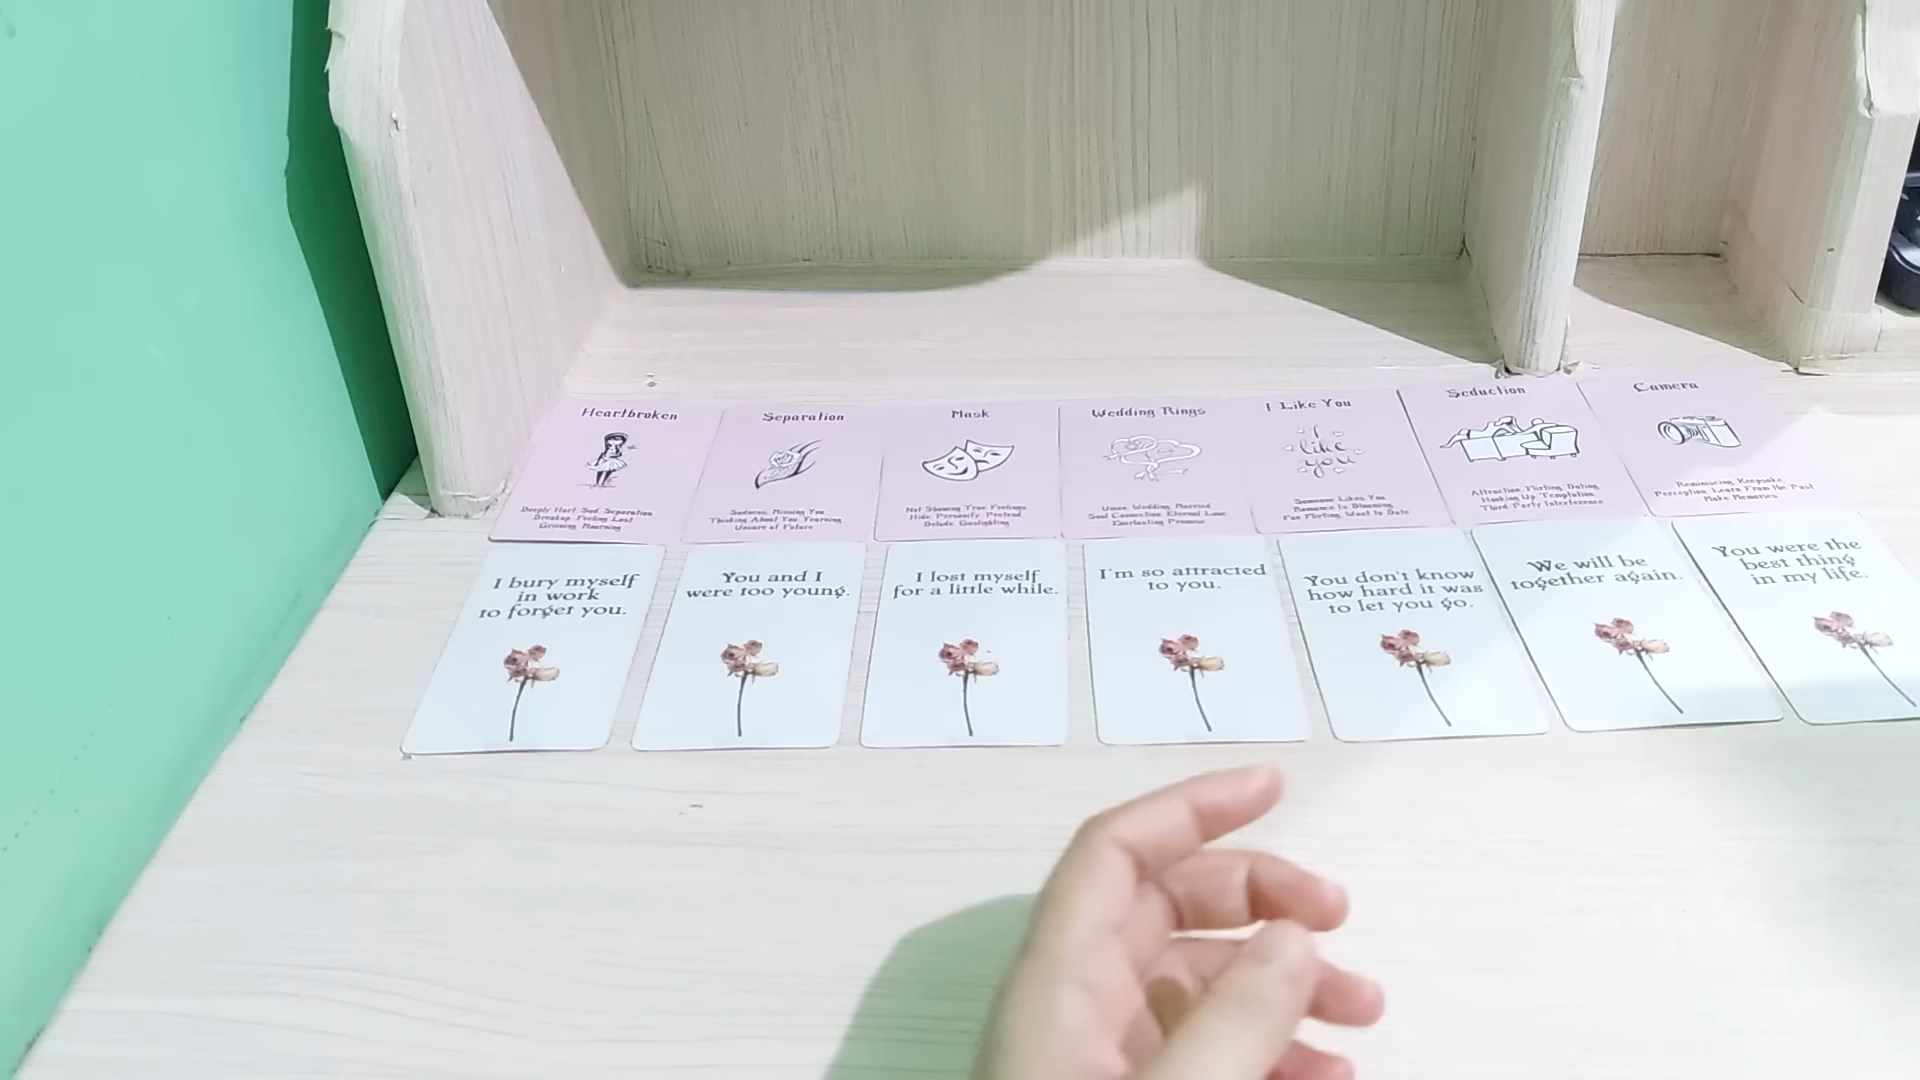 Heartbroken
Deeply Hurt, Sad, Separation
Breakup, Feeling Lost
Grieving, Mourning
Separation
Sadness, Missing You
Thinking About You, Yearning
Unsure of Future
Mask
Not Showing True Feelings
Hide, Personify, Pretend
Delude, Gaslighting
Wedding Rings
Union, Wedding, Married
Soul Connection, Eternal Love
Everlasting Promise
I Like You
I
like
you
Someone Likes You
Romance Is Blooming
Fun Flirting, Want to Date
Seduction
Attraction, Flirting, Dating
Hooking Up, Temptation
Third-Party Interference
Camera
Reminiscing, Keepsake
Perception, Learn From the Past
Make Memories
I bury myself
in work
to forget you.
You and I
were too young.
I lost myself
for a little while.
I'm so attracted
to you.
You don't know
how hard it was
to let you go.
We will be
together again.
You were the
best thing
in my life.